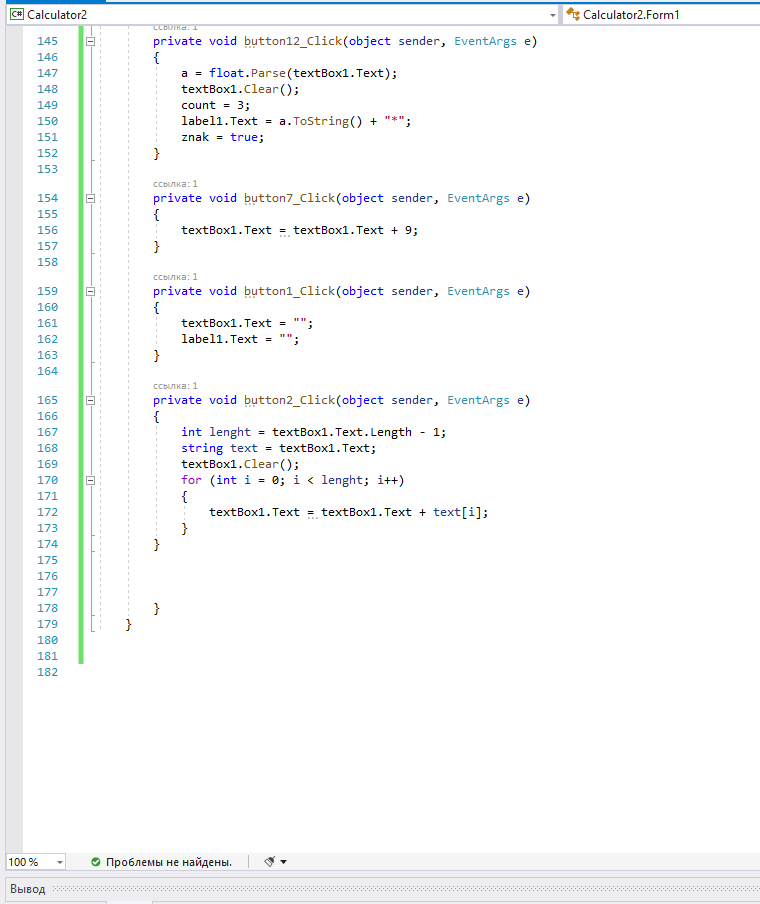 Calculator2
Calculator2.Form1
ссылка: 1
145 private void button12_Click(object sender, EventArgs e)
146 {
147 a = float.Parse(textBox1.Text);
148 textBox1.Clear();
149 count = 3;
150 label1.Text = a.ToString() + "*";
151 znak = true;
152 }
153
ссылка: 1
154 private void button7_Click(object sender, EventArgs e)
155 {
156 textBox1.Text = textBox1.Text + 9;
157 }
158
ссылка: 1
159 private void button1_Click(object sender, EventArgs e)
160 {
161 textBox1.Text = "";
162 label1.Text = "";
163 }
164
ссылка: 1
165 private void button2_Click(object sender, EventArgs e)
166 {
167 int lenght = textBox1.Text.Length - 1;
168 string text = textBox1.Text;
169 textBox1.Clear();
170 for (int i = 0; i < lenght; i++)
171 {
172 textBox1.Text = textBox1.Text + text[i];
173 }
174 }
175
176
177
178 }
179 }
180
181
182
100 % Проблемы не найдены.
Вывод